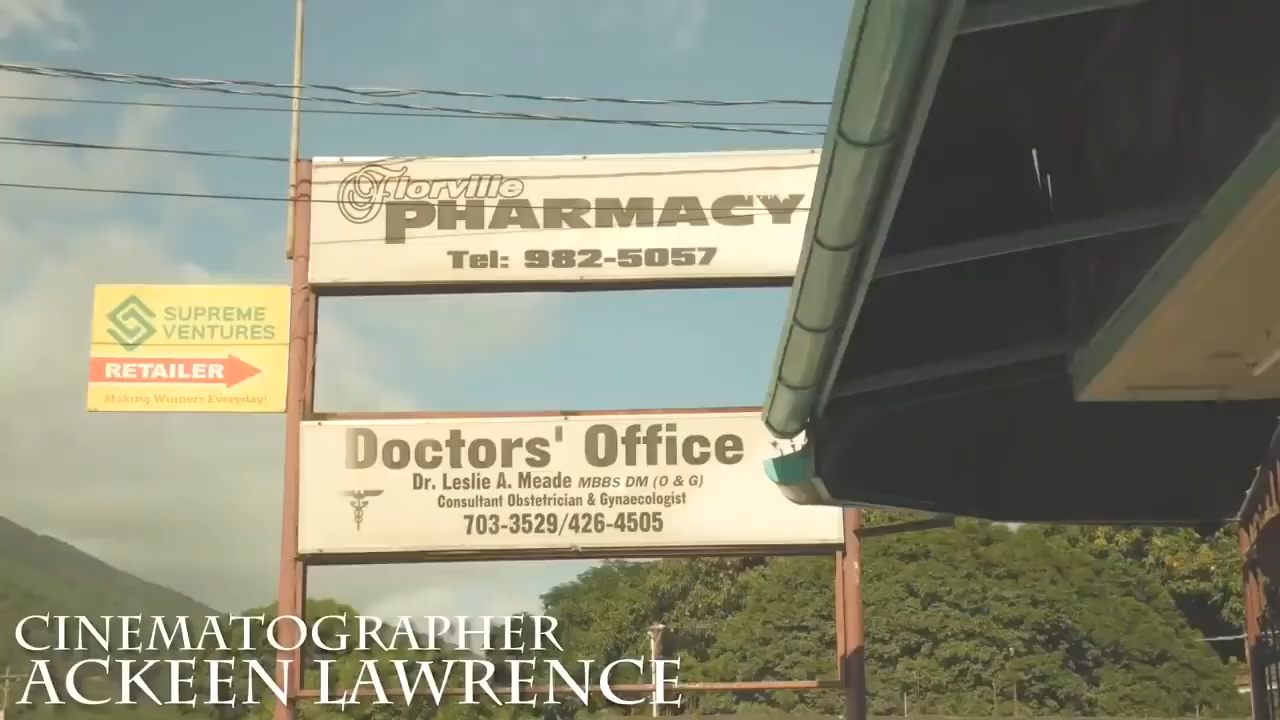 Florville
PHARMACY
Tel: 982-5057
SUPREME
VENTURES
RETAILER
Making Winners Everyday!
Doctors' Office
Dr. Leslie A. Meade MBBS DM (O & G)
Consultant Obstetrician & Gynaecologist
703-3529/426-4505
CINEMATOGRAPHER
ACKEEN LAWRENCE